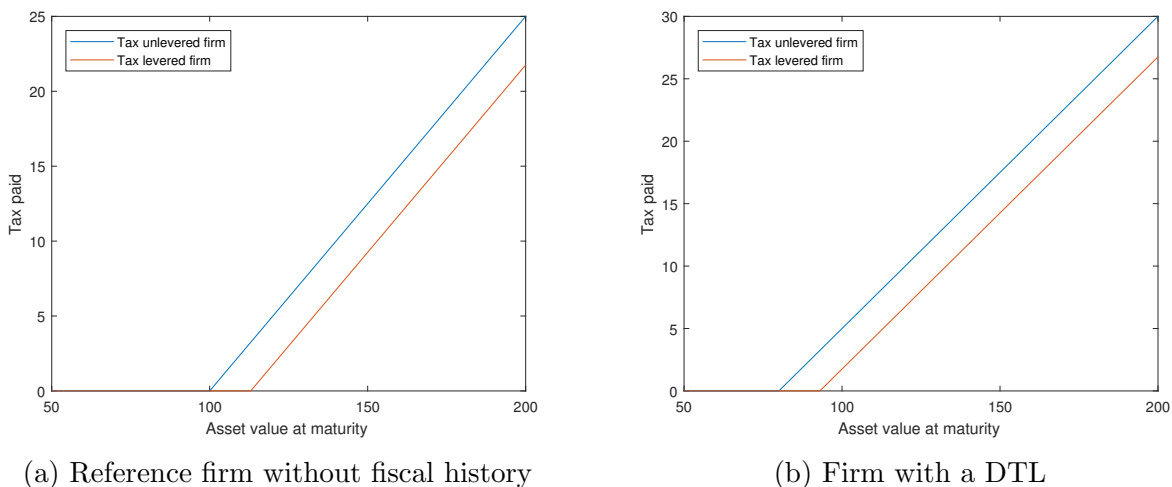 25
20
15
10
5
0
Tax paid
Tax unlevered firm
Tax levered firm
50
100
150
200
Asset value at maturity
(a) Reference firm without fiscal history
30
25
20
15
10
5
0
Tax paid
Tax unlevered firm
Tax levered firm
50
100
150
200
Asset value at maturity
(b) Firm with a DTL